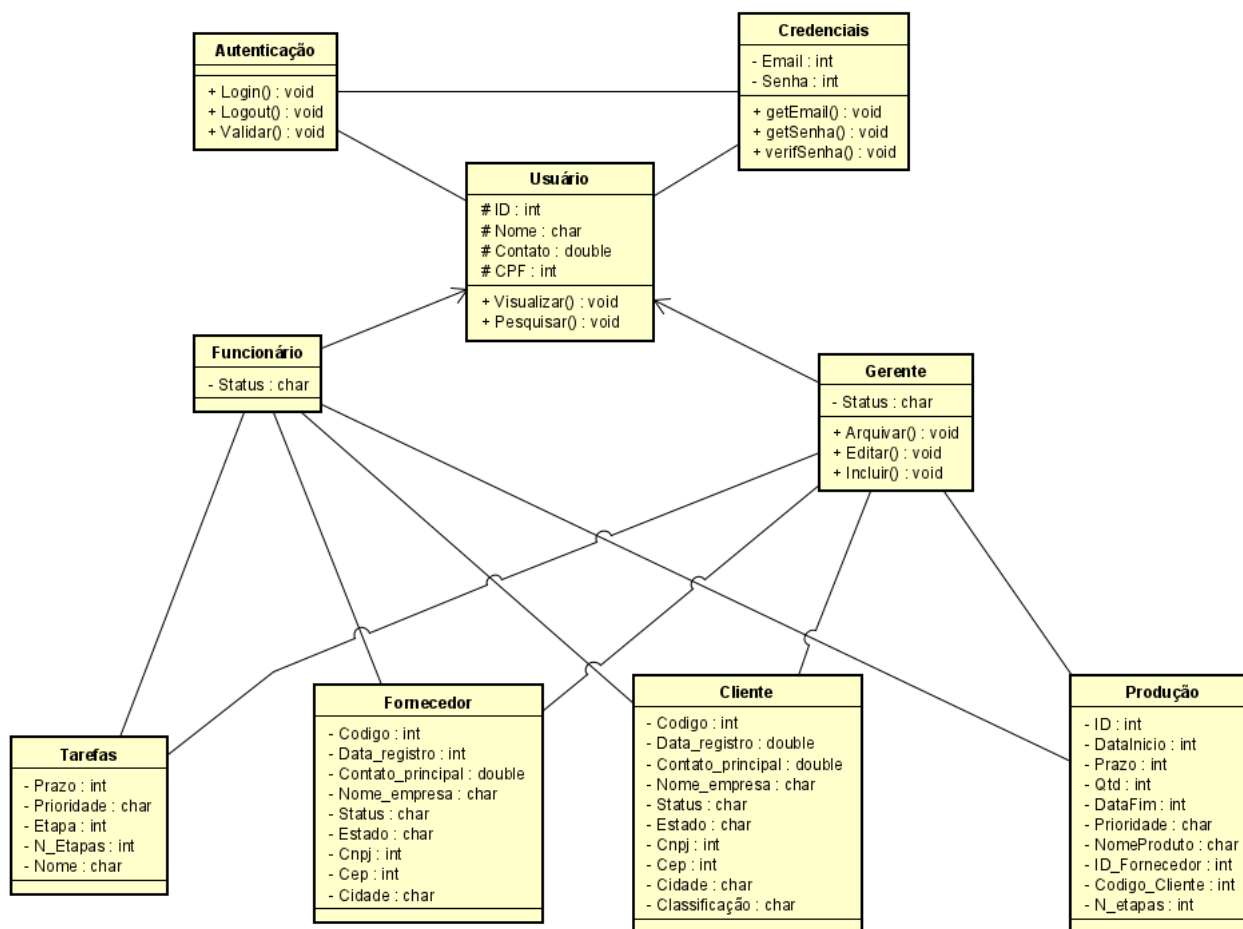 Autenticação
+ Login() : void
+ Logout() : void
+ Validar() : void
Credenciais
- Email : int
- Senha : int
+ getEmail() : void
+ getSenha() : void
+ verifSenha() : void
Usuário
# ID : int
# Nome : char
# Contato : double
# CPF : int
+ Visualizar() : void
+ Pesquisar() : void
Funcionário
- Status : char
Gerente
- Status : char
+ Arquivar() : void
+ Editar() : void
+ Incluir() : void
Tarefas
- Prazo : int
- Prioridade : char
- Etapa : int
- N_Etapas : int
- Nome : char
Fornecedor
- Codigo : int
- Data_registro : int
- Contato_principal : double
- Nome_empresa : char
- Status : char
- Estado : char
- Cnpj : int
- Cep : int
- Cidade : char
Cliente
- Codigo : int
- Data_registro : double
- Contato_principal : double
- Nome_empresa : char
- Status : char
- Estado : char
- Cnpj : int
- Cep : int
- Cidade : char
- Classificação : char
Produção
- ID : int
- DataInicio : int
- Prazo : int
- Qtd : int
- DataFim : int
- Prioridade : char
- NomeProduto : char
- ID_Fornecedor : int
- Codigo_Cliente : int
- N_etapas : int